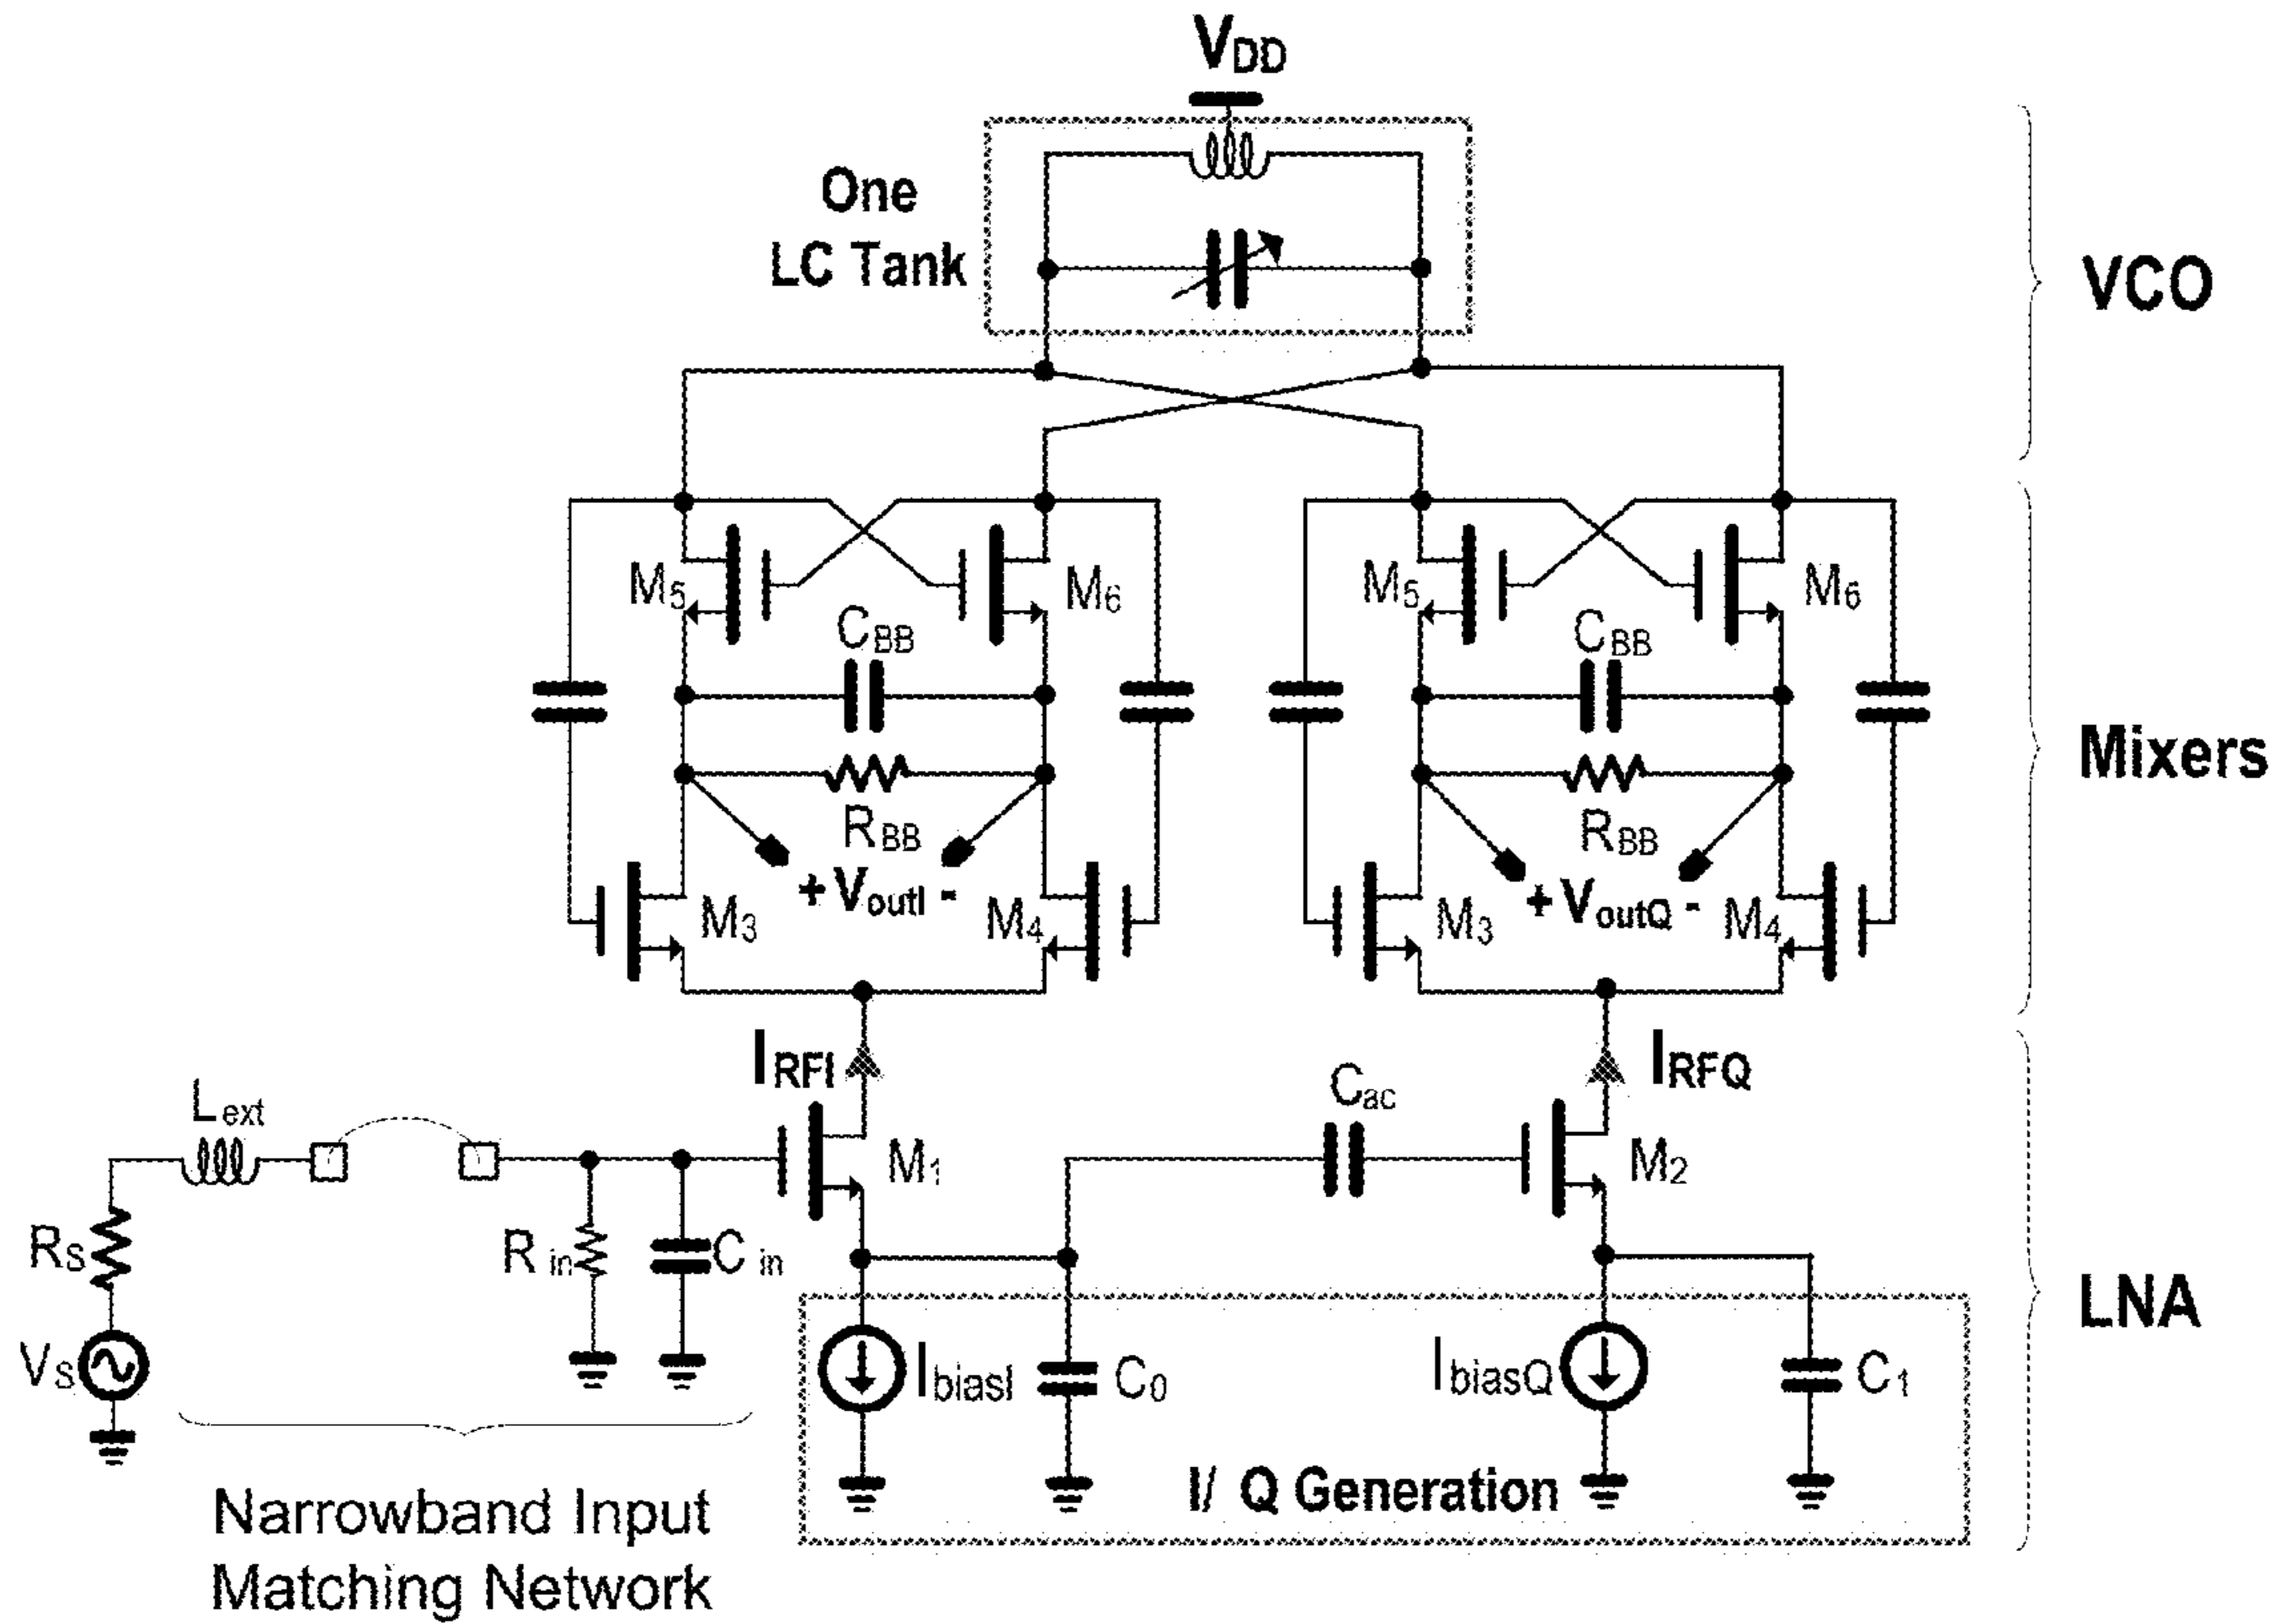 VDD
One
LC Tank
VCO
M5
M6
M5
M6
CBB
CBB
Mixers
RBB
RBB
+ VoutI -
+ VoutQ -
M3
M4
M3
M4
IRFI
IRFQ
Lext
Cac
M1
M2
RS
R in
C in
LNA
VS
IbiasI
C0
IbiasQ
C1
I/ Q Generation
Narrowband Input
Matching Network